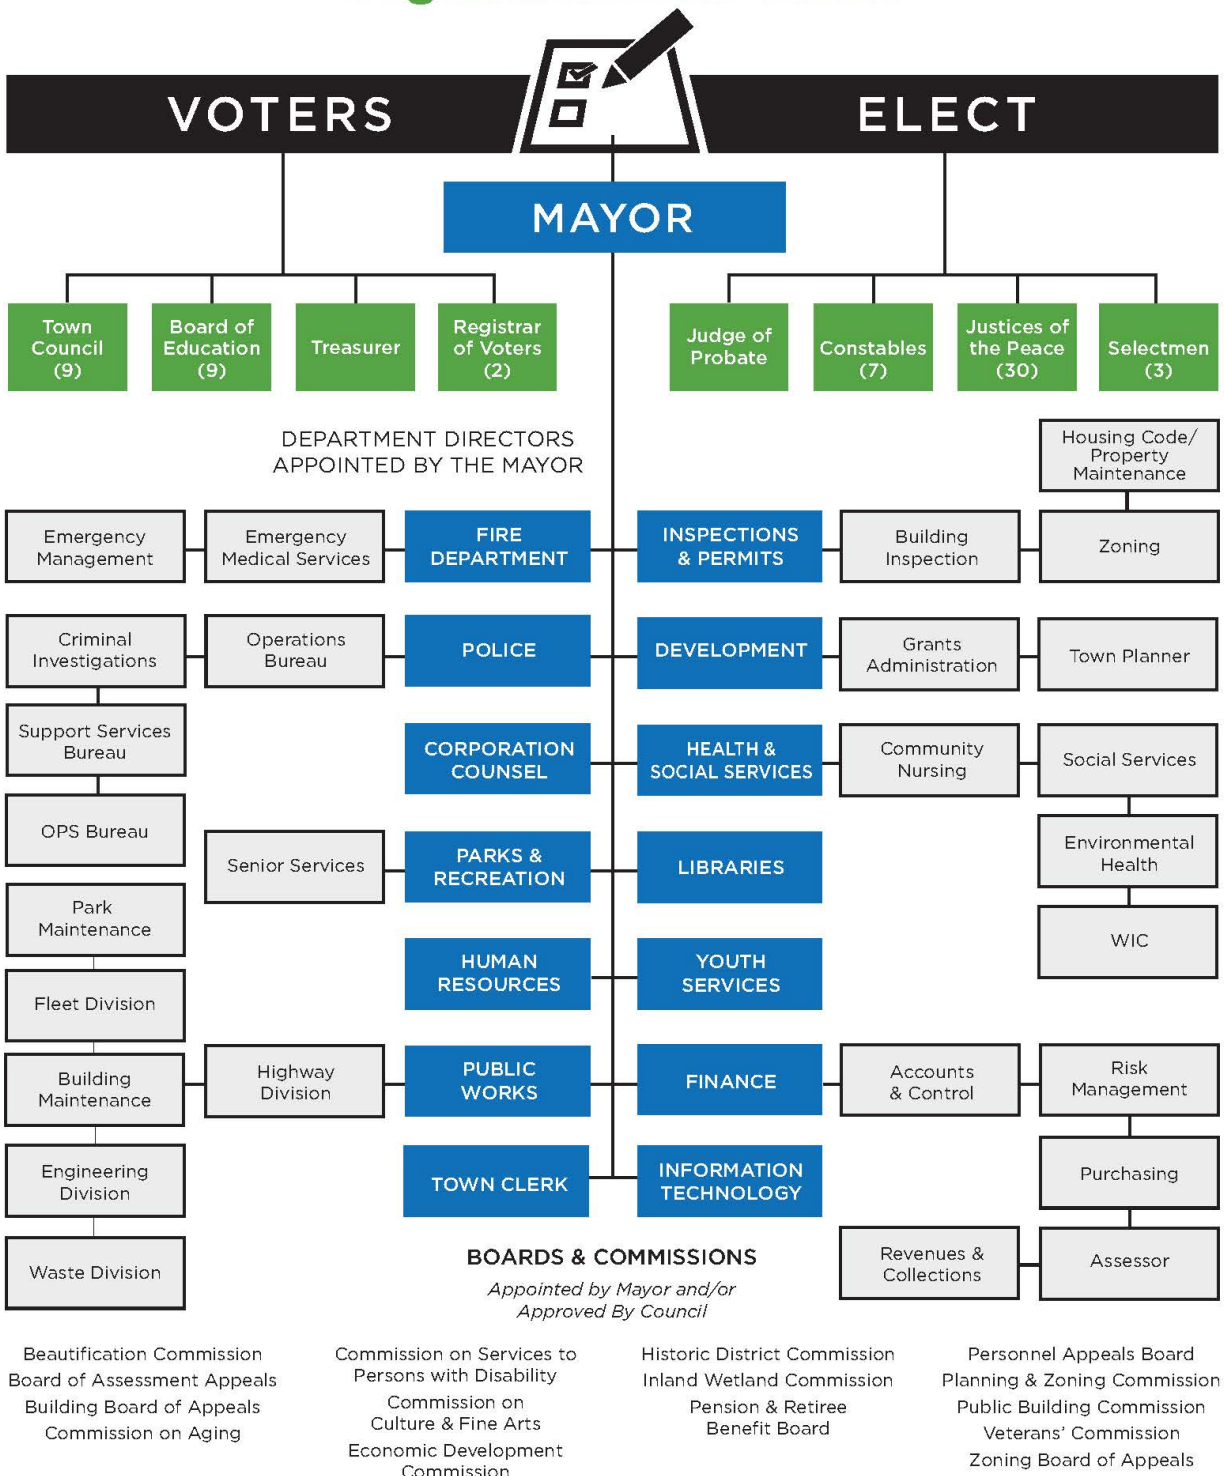 VOTERS
ELECT
MAYOR
Town
Council
(9)
Board of
Education
(9)
Treasurer
Registrar
of Voters
(2)
Judge of
Probate
Constables
(7)
Justices of
the Peace
(30)
Selectmen
(3)
DEPARTMENT DIRECTORS
APPOINTED BY THE MAYOR
Housing Code/
Property
Maintenance
Emergency
Management
Emergency
Medical Services
FIRE
DEPARTMENT
INSPECTIONS
& PERMITS
Building
Inspection
Zoning
Criminal
Investigations
Operations
Bureau
POLICE
DEVELOPMENT
Grants
Administration
Town Planner
Support Services
Bureau
CORPORATION
COUNSEL
HEALTH &
SOCIAL SERVICES
Community
Nursing
Social Services
OPS Bureau
Senior Services
PARKS &
RECREATION
LIBRARIES
Environmental
Health
Park
Maintenance
HUMAN
RESOURCES
YOUTH
SERVICES
WIC
Fleet Division
Building
Maintenance
Highway
Division
PUBLIC
WORKS
FINANCE
Accounts
& Control
Risk
Management
Engineering
Division
TOWN CLERK
INFORMATION
TECHNOLOGY
Purchasing
Waste Division
Revenues &
Collections
Assessor
BOARDS & COMMISSIONS
Appointed by Mayor and/or
Approved By Council
Beautification Commission
Board of Assessment Appeals
Building Board of Appeals
Commission on Aging
Commission on Services to
Persons with Disability
Commission on
Culture & Fine Arts
Economic Development
Commission
Historic District Commission
Inland Wetland Commission
Pension & Retiree
Benefit Board
Personnel Appeals Board
Planning & Zoning Commission
Public Building Commission
Veterans' Commission
Zoning Board of Appeals